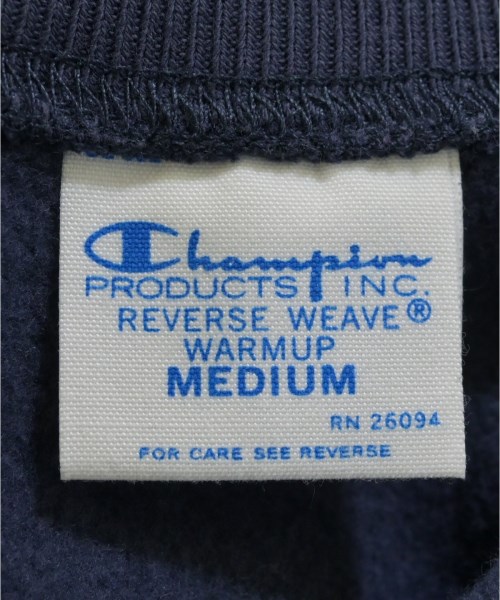 Champion
PRODUCTS INC.
REVERSE WEAVE®
WARMUP
MEDIUM
RN 26094
FOR CARE SEE REVERSE